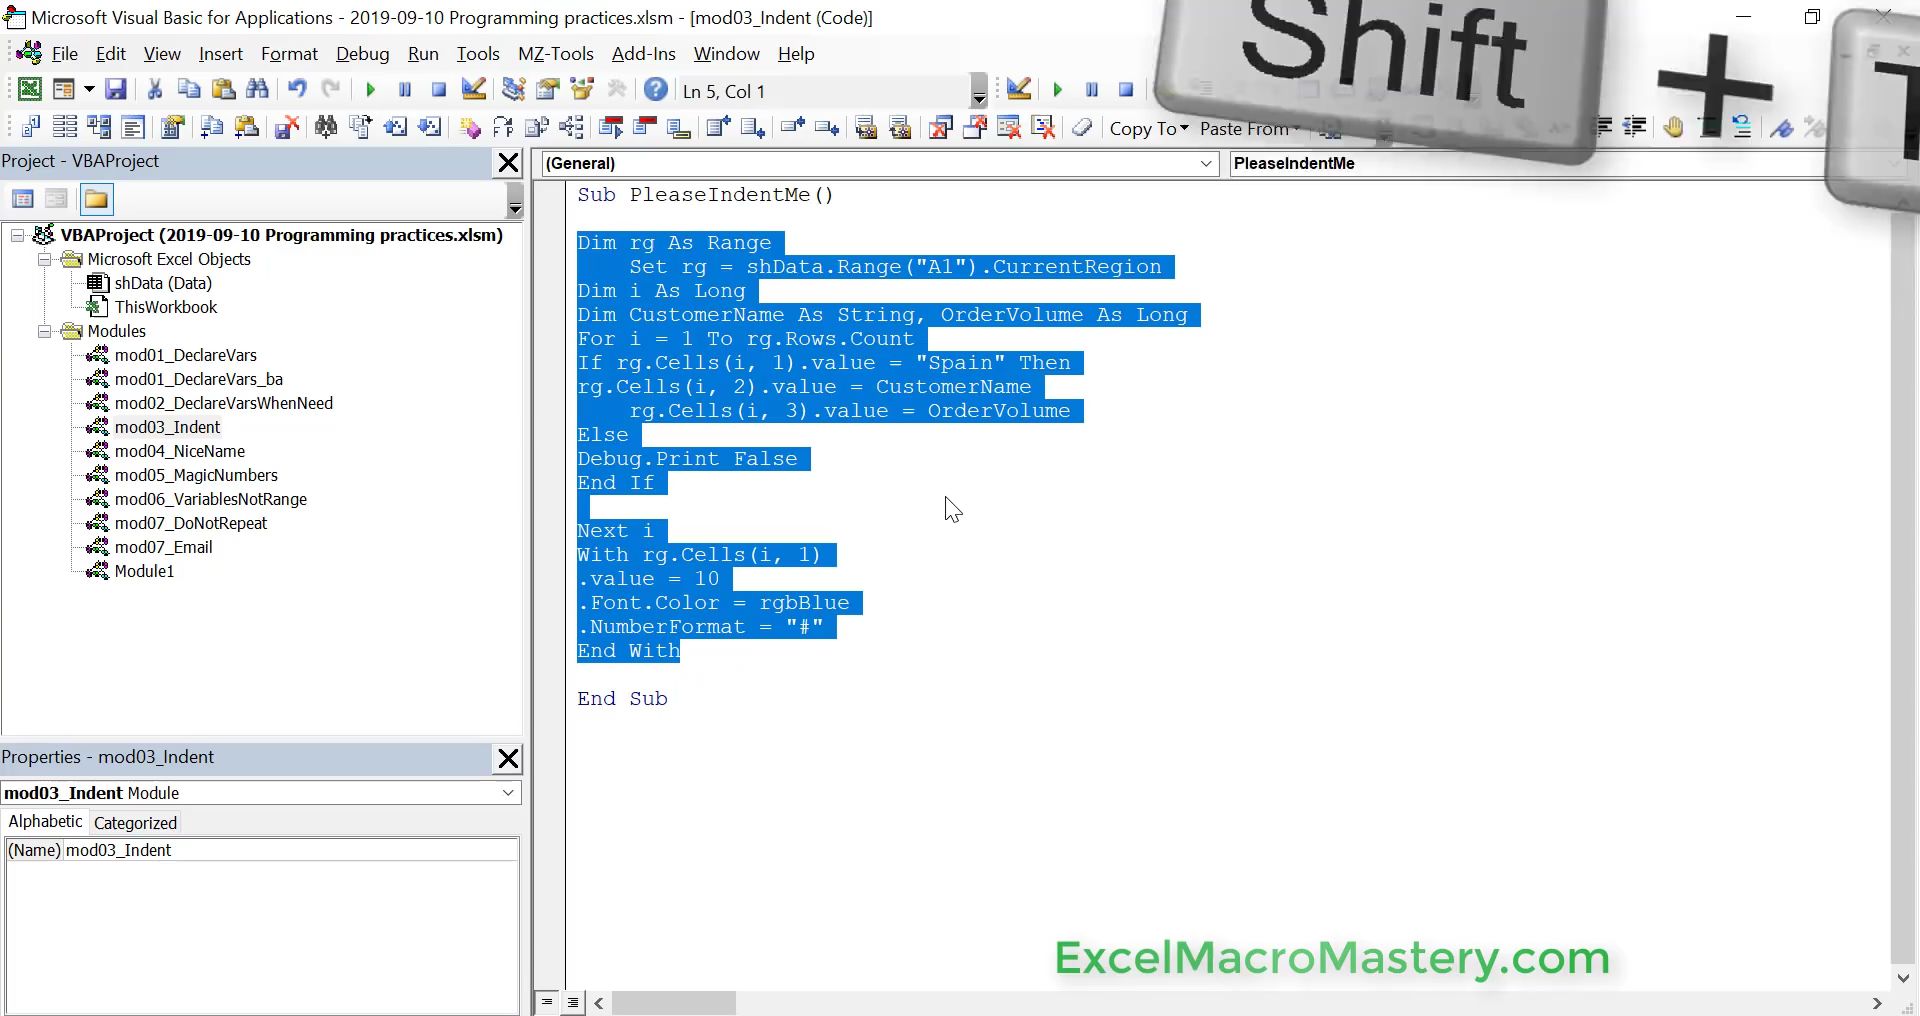 Microsoft Visual Basic for Applications - 2019-09-10 Programming practices.xlsm - [mod03_Indent (Code)]
Shift + T
File Edit View Insert Format Debug Run Tools MZ-Tools Add-Ins Window Help
Ln 5, Col 1
Copy To Paste From
Project - VBAProject
(General) PleaseIndentMe
VBAProject (2019-09-10 Programming practices.xlsm)
Microsoft Excel Objects
shData (Data)
ThisWorkbook
Modules
mod01_DeclareVars
mod01_DeclareVars_ba
mod02_DeclareVarsWhenNeed
mod03_Indent
mod04_NiceName
mod05_MagicNumbers
mod06_VariablesNotRange
mod07_DoNotRepeat
mod07_Email
Module1
Properties - mod03_Indent
mod03_Indent Module
Alphabetic Categorized
(Name) mod03_Indent
Sub PleaseIndentMe()
Dim rg As Range
Set rg = shData.Range("A1").CurrentRegion
Dim i As Long
Dim CustomerName As String, OrderVolume As Long
For i = 1 To rg.Rows.Count
If rg.Cells(i, 1).value = "Spain" Then
rg.Cells(i, 2).value = CustomerName
rg.Cells(i, 3).value = OrderVolume
Else
Debug.Print False
End If
Next i
With rg.Cells(i, 1)
.value = 10
.Font.Color = rgbBlue
.NumberFormat = "#"
End With
End Sub
ExcelMacroMastery.com